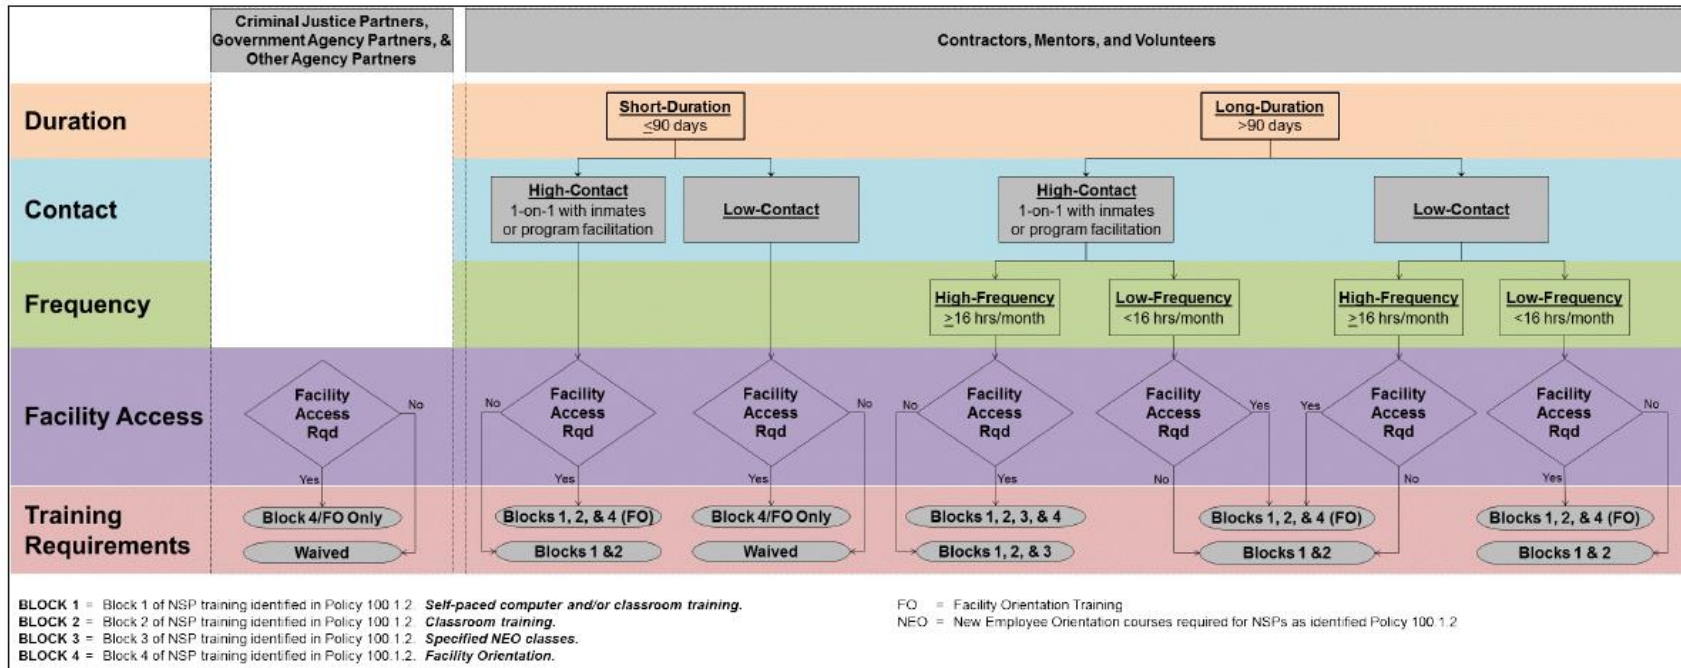 Criminal Justice Partners,
Government Agency Partners, &
Other Agency Partners
Contractors, Mentors, and Volunteers
Duration
Short-Duration
≤90 days
Long-Duration
>90 days
Contact
High-Contact
1-on-1 with inmates
or program facilitation
Low-Contact
High-Contact
1-on-1 with inmates
or program facilitation
Low-Contact
Frequency
High-Frequency
≥16 hrs/month
Low-Frequency
<16 hrs/month
High-Frequency
≥16 hrs/month
Low-Frequency
<16 hrs/month
Facility Access
Facility
Access
Rqd
No
Yes
No
Facility
Access
Rqd
Yes
Facility
Access
Rqd
No
Yes
No
Facility
Access
Rqd
Yes
Facility
Access
Rqd
Yes
No
Yes
Facility
Access
Rqd
No
Facility
Access
Rqd
No
Yes
Training
Requirements
Block 4/FO Only
Waived
Blocks 1, 2, & 4 (FO)
Blocks 1 &2
Block 4/FO Only
Waived
Blocks 1, 2, 3, & 4
Blocks 1, 2, & 3
Blocks 1, 2, & 4 (FO)
Blocks 1 &2
Blocks 1, 2, & 4 (FO)
Blocks 1 & 2
BLOCK 1 = Block 1 of NSP training identified in Policy 100.1.2. Self-paced computer and/or classroom training.
BLOCK 2 = Block 2 of NSP training identified in Policy 100.1.2. Classroom training.
BLOCK 3 = Block 3 of NSP training identified in Policy 100.1.2. Specified NEO classes.
BLOCK 4 = Block 4 of NSP training identified in Policy 100.1.2. Facility Orientation.
FO = Facility Orientation Training
NEO = New Employee Orientation courses required for NSPs as identified Policy 100.1.2